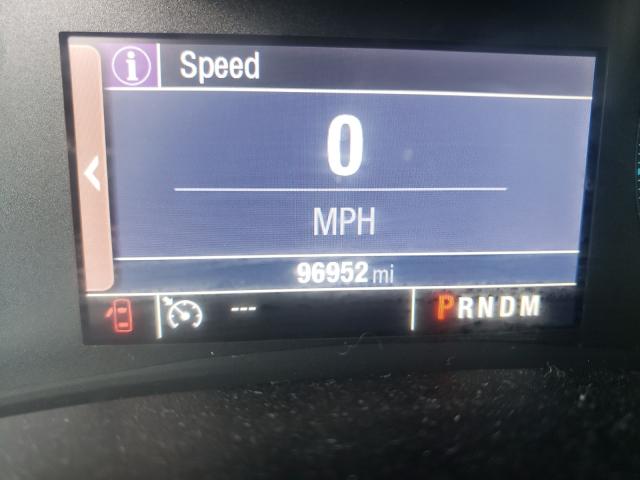 i Speed
0
MPH
96952 mi
--- PRNDM